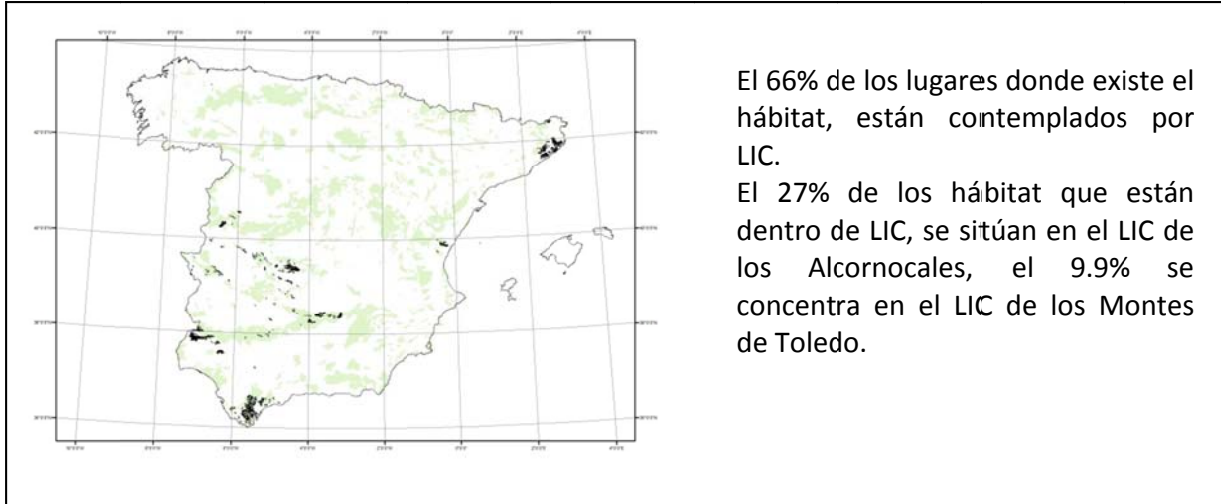 El 66% de los lugares donde existe el
hábitat, están contemplados por
LIC.
El 27% de los hábitat que están
dentro de LIC, se sitúan en el LIC de
los Alcornocales, el 9.9% se
concentra en el LIC de los Montes
de Toledo.